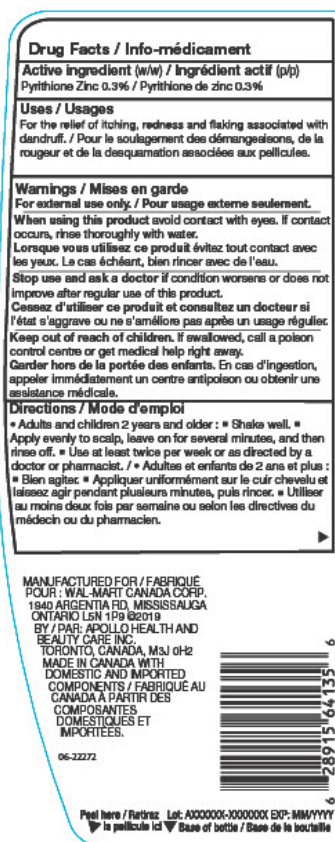 Drug Facts / Info-médicament
Active ingredient (w/w) / Ingrédient actif (p/p)
Pyrithione Zinc 0.3% / Pyrithione de zinc 0.3%
Uses / Usages
For the relief of itching, redness and flaking associated with
dandruff. / Pour le soulagement des démangeaisons, de la
rougeur et de la desquamation associées aux pellicules.
Warnings / Mises en garde
For external use only. / Pour usage externe seulement.
When using this product avoid contact with eyes. If contact
occurs, rinse thoroughly with water.
Lorsque vous utilisez ce produit évitez tout contact avec
les yeux. Le cas échéant, bien rincer avec de l'eau.
Stop use and ask a doctor if condition worsens or does not
improve after regular use of this product.
Cessez d'utiliser ce produit et consultez un docteur si
l'état s'aggrave ou ne s'améliore pas après un usage régulier.
Keep out of reach of children. If swallowed, call a poison
control centre or get medical help right away.
Garder hors de la portée des enfants. En cas d'ingestion,
appeler immédiatement un centre antipoison ou obtenir une
assistance médicale.
Directions / Mode d'emploi
• Adults and children 2 years and older : ▪ Shake well. ▪
Apply evenly to scalp, leave on for several minutes, and then
rinse off. ▪ Use at least twice per week or as directed by a
doctor or pharmacist. / • Adultes et enfants de 2 ans et plus :
▪ Bien agiter. ▪ Appliquer uniformément sur le cuir chevelu et
laissez agir pendant plusieurs minutes, puis rincer. ▪ Utiliser
au moins deux fois par semaine ou selon les directives du
médecin ou du pharmacien.
MANUFACTURED FOR / FABRIQUÉ
POUR : WAL-MART CANADA CORP.
1940 ARGENTIA RD, MISSISSAUGA
ONTARIO L5N 1P9 ©2019
BY / PAR: APOLLO HEALTH AND
BEAUTY CARE INC.
TORONTO, CANADA, M3J 0H2
MADE IN CANADA WITH
DOMESTIC AND IMPORTED
COMPONENTS / FABRIQUÉ AU
CANADA À PARTIR DES
COMPOSANTES
DOMESTIQUES ET
IMPORTÉES.
06-22272
6 28915 64135 6
Peel here / Retirez Lot: AXXXXXX-XXXXXXX EXP: MM/YYYY
la pellicule ici Base of bottle / Base de la bouteille